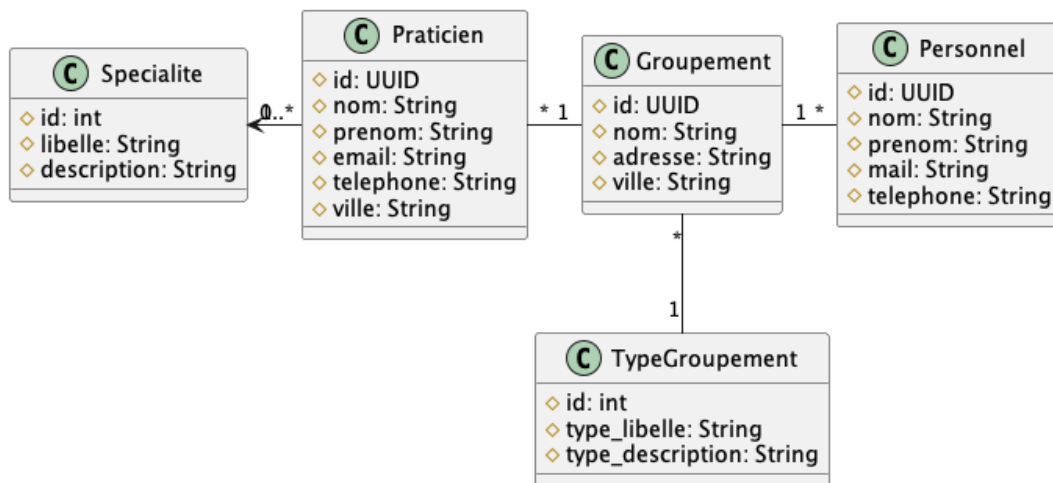 C Specialite
id: int
libelle: String
description: String
0..*
C Praticien
id: UUID
nom: String
prenom: String
email: String
telephone: String
ville: String
* 1
C Groupement
id: UUID
nom: String
adresse: String
ville: String
1 *
C Personnel
id: UUID
nom: String
prenom: String
mail: String
telephone: String
*
1
C TypeGroupement
id: int
type_libelle: String
type_description: String